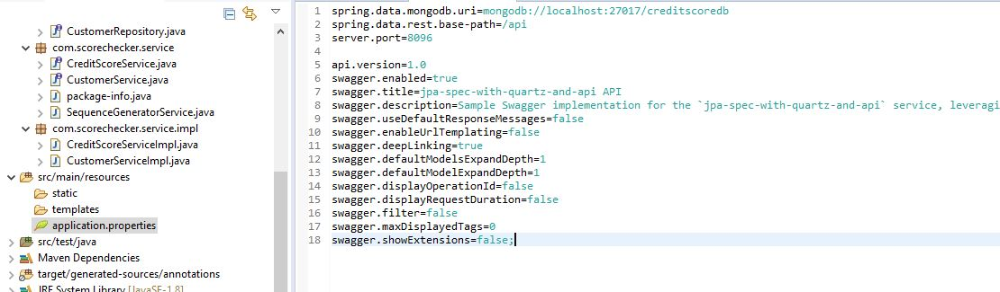 CustomerRepository.java
com.scorechecker.service
CreditScoreService.java
CustomerService.java
package-info.java
SequenceGeneratorService.java
com.scorechecker.service.impl
CreditScoreServiceImpl.java
CustomerServiceImpl.java
src/main/resources
static
templates
application.properties
src/test/java
Maven Dependencies
target/generated-sources/annotations
JRE System Library [JavaSE-1.8]
1 spring.data.mongodb.uri=mongodb://localhost:27017/creditscoredb
2 spring.data.rest.base-path=/api
3 server.port=8096
4
5 api.version=1.0
6 swagger.enabled=true
7 swagger.title=jpa-spec-with-quartz-and-api API
8 swagger.description=Sample Swagger implementation for the `jpa-spec-with-quartz-and-api` service, leveragi
9 swagger.useDefaultResponseMessages=false
10 swagger.enableUrlTemplating=false
11 swagger.deepLinking=true
12 swagger.defaultModelsExpandDepth=1
13 swagger.defaultModelExpandDepth=1
14 swagger.displayOperationId=false
15 swagger.displayRequestDuration=false
16 swagger.filter=false
17 swagger.maxDisplayedTags=0
18 swagger.showExtensions=false;